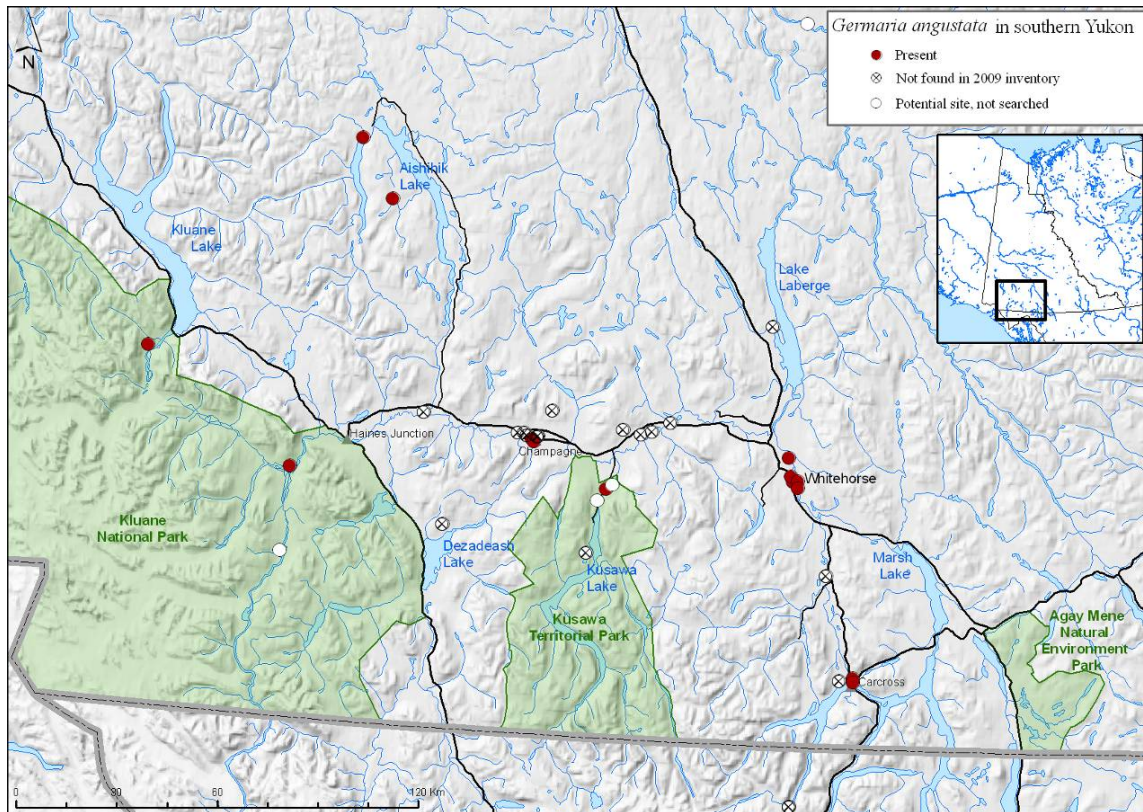 Germaria angustata in southern Yukon
Present
Not found in 2009 inventory
Potential site, not searched
N
Aishihik
Lake
Kluane
Lake
Lake
Laberge
Haines Junction
Champagne
Whitehorse
Kluane
National Park
Dezadeash
Lake
Kusawa
Lake
Marsh
Lake
Kusawa
Territorial Park
Agay Mene
Natural
Environment
Park
Carcross
0 120 Km